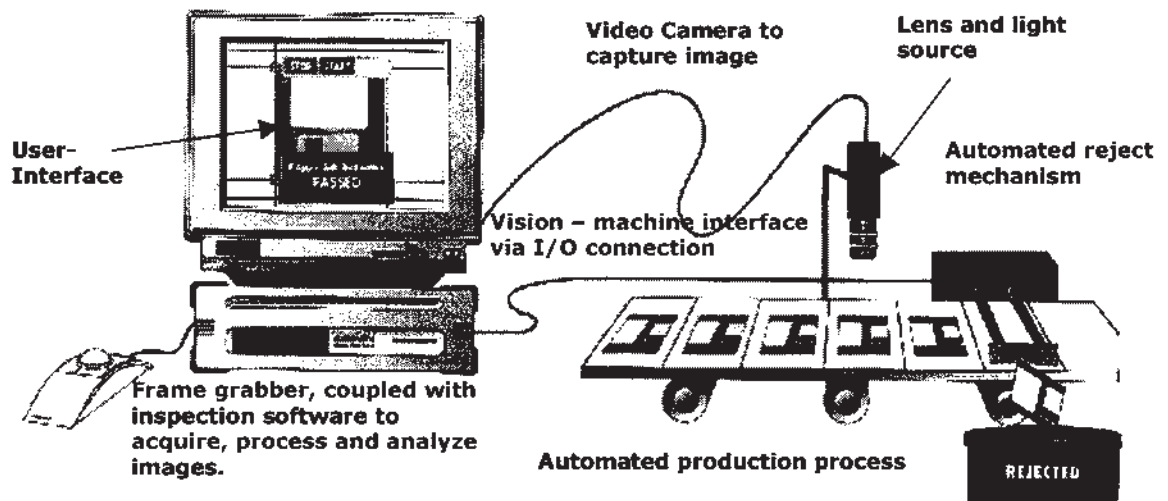 Video Camera to
capture image
Lens and light
source
User-
Interface
PASSED
Automated reject
mechanism
Vision – machine interface
via I/O connection
Frame grabber, coupled with
inspection software to
acquire, process and analyze
images.
Automated production process
REJECTED